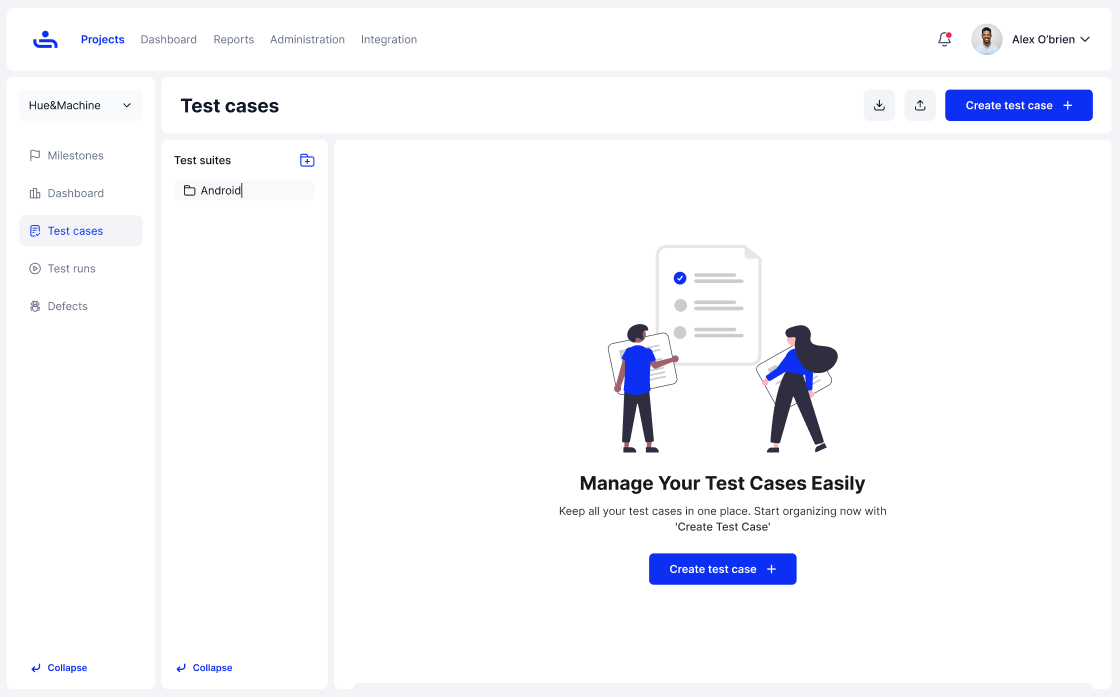 Projects
Dashboard
Reports
Administration
Integration
Alex O’brien
Hue&Machine
Milestones
Dashboard
Test cases
Test runs
Defects
Collapse
Test cases
Create test case
Test suites
Android
Collapse
Manage Your Test Cases Easily
Keep all your test cases in one place. Start organizing now with
'Create Test Case'
Create test case